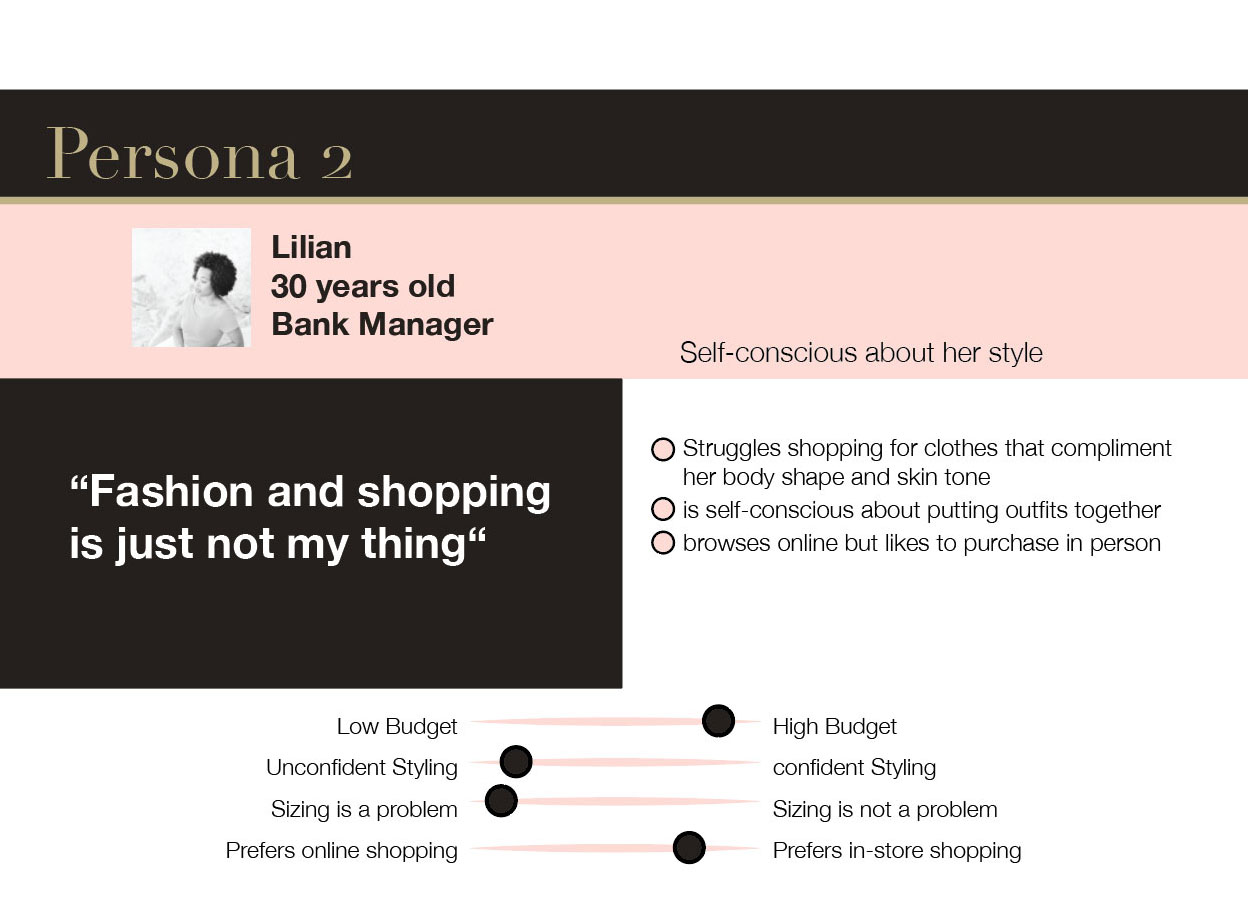 Persona 2
Lilian
30 years old
Bank Manager
Self-conscious about her style
“Fashion and shopping
is just not my thing“
Struggles shopping for clothes that compliment
her body shape and skin tone
is self-conscious about putting outfits together
browses online but likes to purchase in person
Low Budget
High Budget
Unconfident Styling
confident Styling
Sizing is a problem
Sizing is not a problem
Prefers online shopping
Prefers in-store shopping